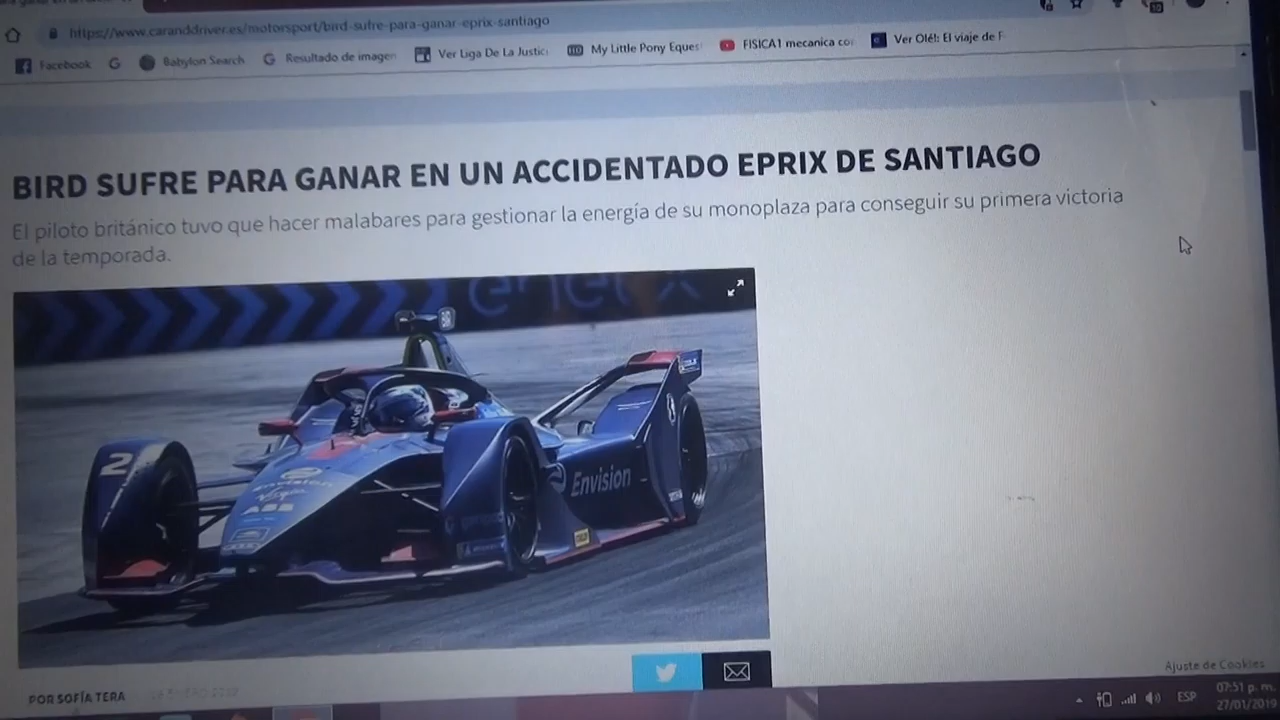 https://www.caranddriver.es/motorsport/bird-sufre-para-ganar-eprix-santiago
Facebook
Babylon Search
Resultado de imagen
Ver Liga De La Justic
My Little Pony Eques
FISICA1 mecanica co
Ver Olé!: El viaje de F
BIRD SUFRE PARA GANAR EN UN ACCIDENTADO EPRIX DE SANTIAGO
El piloto británico tuvo que hacer malabares para gestionar la energía de su monoplaza para conseguir su primera victoria
de la temporada.
enel x
2
Envision
Virgin
ABB
Envision
POR SOFÍA TERA
Ajuste de Cookies
ESP
07:51 p. m.
27/01/2019